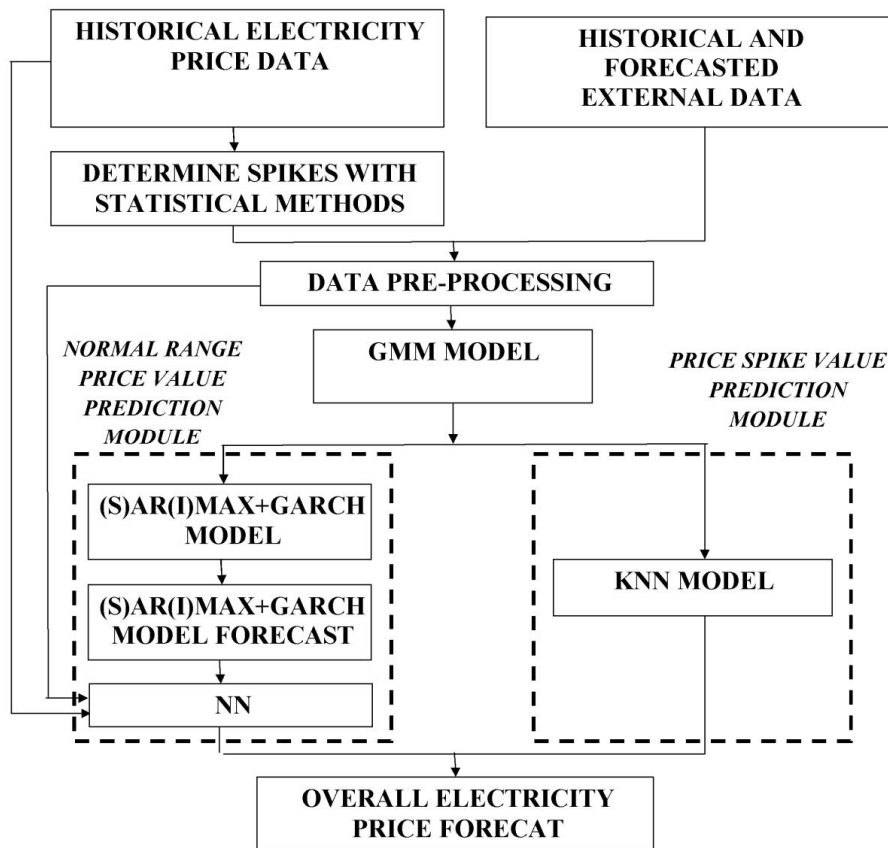 HISTORICAL ELECTRICITY
PRICE DATA
HISTORICAL AND
FORECASTED
EXTERNAL DATA
DETERMINE SPIKES WITH
STATISTICAL METHODS
DATA PRE-PROCESSING
GMM MODEL
NORMAL RANGE
PRICE VALUE
PREDICTION
MODULE
PRICE SPIKE VALUE
PREDICTION
MODULE
(S)AR(I)MAX+GARCH
MODEL
(S)AR(I)MAX+GARCH
MODEL FORECAST
NN
KNN MODEL
OVERALL ELECTRICITY
PRICE FORECAT